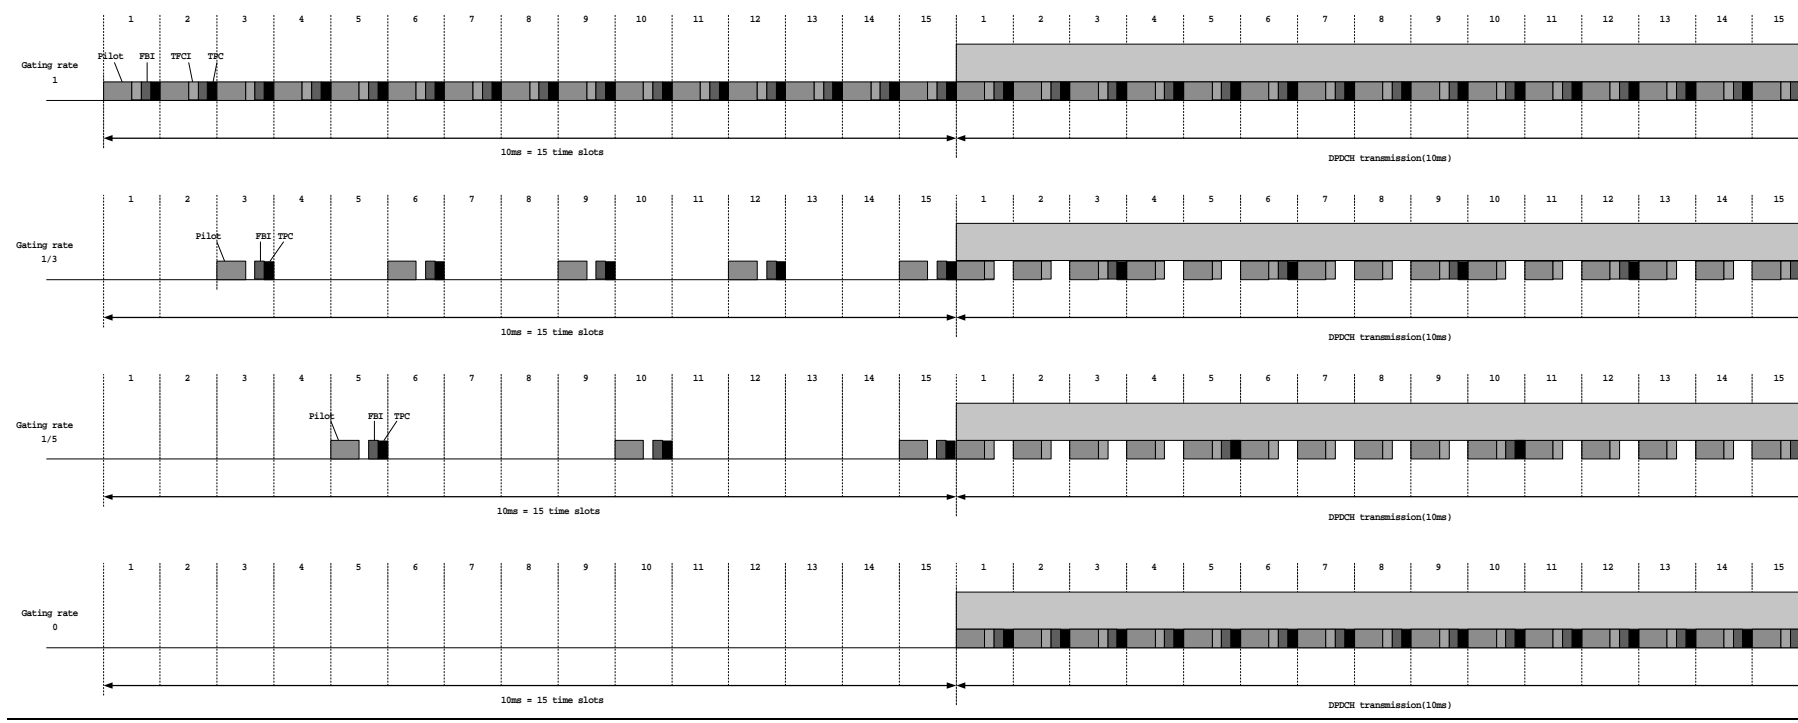 1 2 3 4 5 6 7 8 9 10 11 12 13 14 15 1 2 3 4 5 6 7 8 9 10 11 12 13 14 15
Pilot FBI TFCI TPC
Gating rate
1
10ms = 15 time slots
DPDCH transmission(10ms)
1 2 3 4 5 6 7 8 9 10 11 12 13 14 15 1 2 3 4 5 6 7 8 9 10 11 12 13 14 15
Pilot FBI TPC
Gating rate
1/3
10ms = 15 time slots
DPDCH transmission(10ms)
1 2 3 4 5 6 7 8 9 10 11 12 13 14 15 1 2 3 4 5 6 7 8 9 10 11 12 13 14 15
Pilot FBI TPC
Gating rate
1/5
10ms = 15 time slots
DPDCH transmission(10ms)
1 2 3 4 5 6 7 8 9 10 11 12 13 14 15 1 2 3 4 5 6 7 8 9 10 11 12 13 14 15
Gating rate
0
10ms = 15 time slots
DPDCH transmission(10ms)